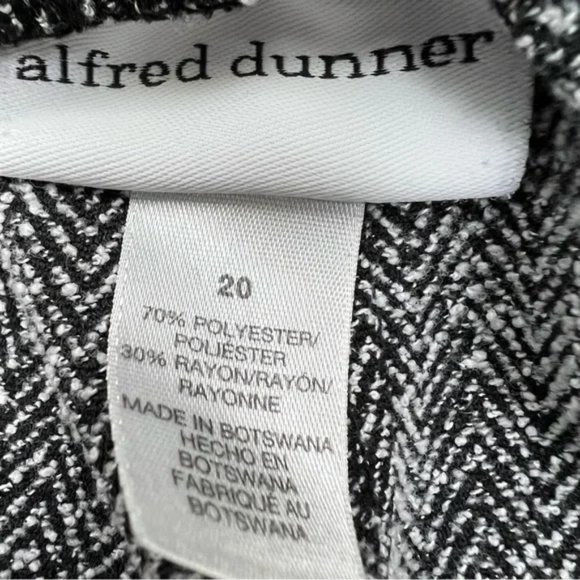 alfred dunner
20
70% POLYESTER/
POLIÉSTER
30% RAYON/RAYÓN/
RAYONNE
MADE IN BOTSWANA
HECHO EN
BOTSWANA
FABRIQUÉ AU
BOTSWANA